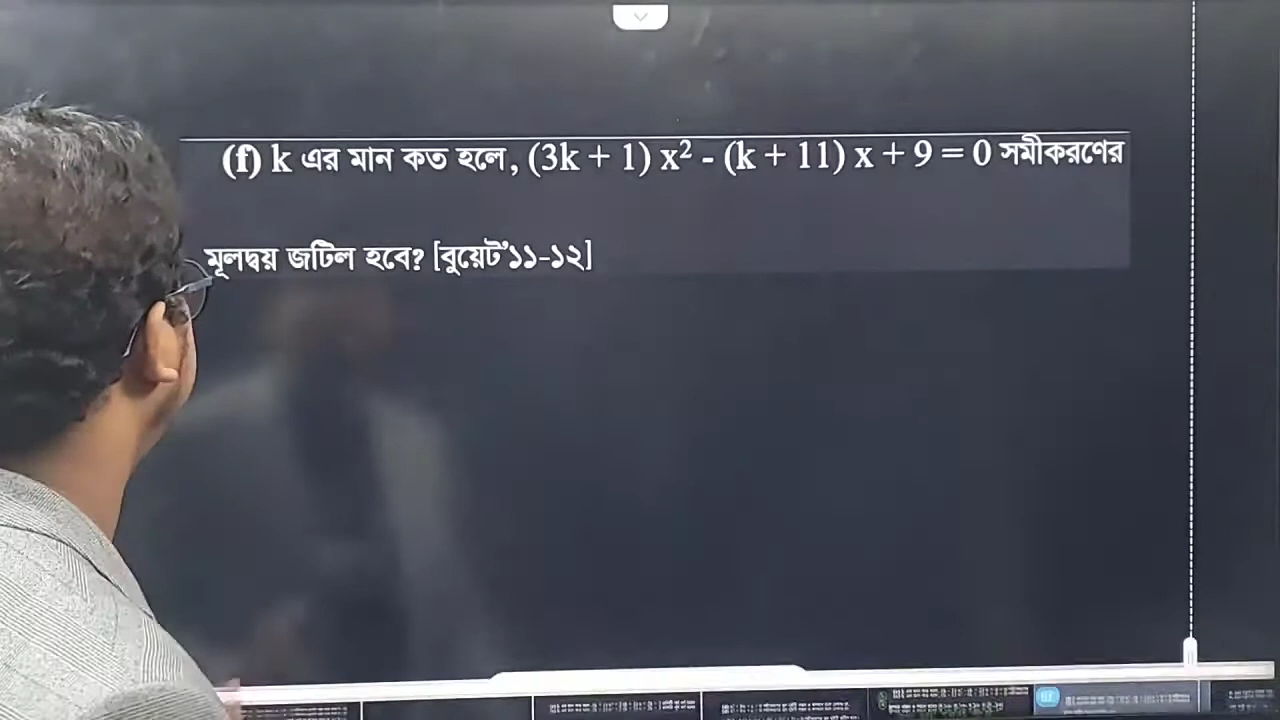 (f) k এর মান কত হলে, (3k + 1) x² - (k + 11) x + 9 = 0 সমীকরণের
মূলদ্বয় জটিল হবে? [বুয়েট'১১-১২]